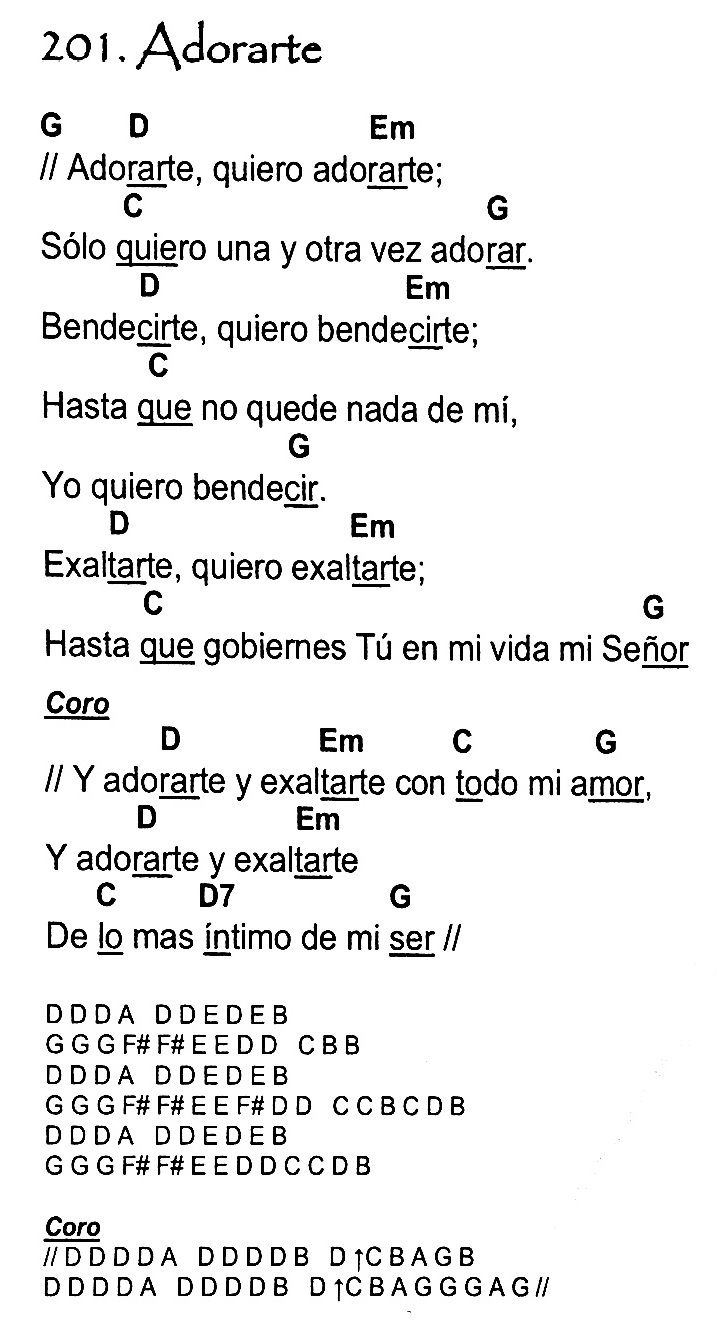 201. Adorarte
G D Em
// Adorarte, quiero adorarte;
C G
Sólo quiero una y otra vez adorar.
D Em
Bendecirte, quiero bendecirte;
C
Hasta que no quede nada de mí,
G
Yo quiero bendecir.
D Em
Exaltarte, quiero exaltarte;
C G
Hasta que gobiernes Tú en mi vida mi Señor
Coro
D Em C G
// Y adorarte y exaltarte con todo mi amor,
D Em
Y adorarte y exaltarte
C D7 G
De lo mas íntimo de mi ser //
D D D A D D E D E B
G G G F# F# E E D D C B B
D D D A D D E D E B
G G G F# F# E E F# D D C C B C D B
D D D A D D E D E B
G G G F# F# E E D D C C D B
Coro
// D D D D A D D D D B D ↑C B A G B
D D D D A D D D D B D ↑C B A G G G A G //